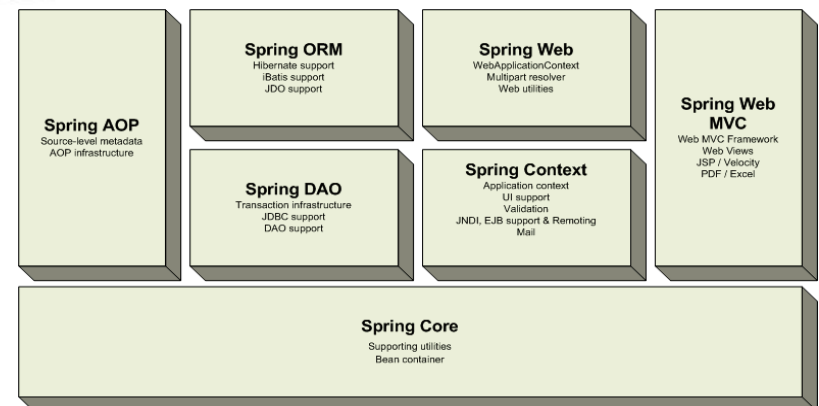 Spring AOP
Source-level metadata
AOP infrastructure
Spring ORM
Hibernate support
iBatis support
JDO support
Spring Web
WebApplicationContext
Multipart resolver
Web utilities
Spring Web
MVC
Web MVC Framework
Web Views
JSP / Velocity
PDF / Excel
Spring DAO
Transaction infrastructure
JDBC support
DAO support
Spring Context
Application context
UI support
Validation
JNDI, EJB support & Remoting
Mail
Spring Core
Supporting utilities
Bean container